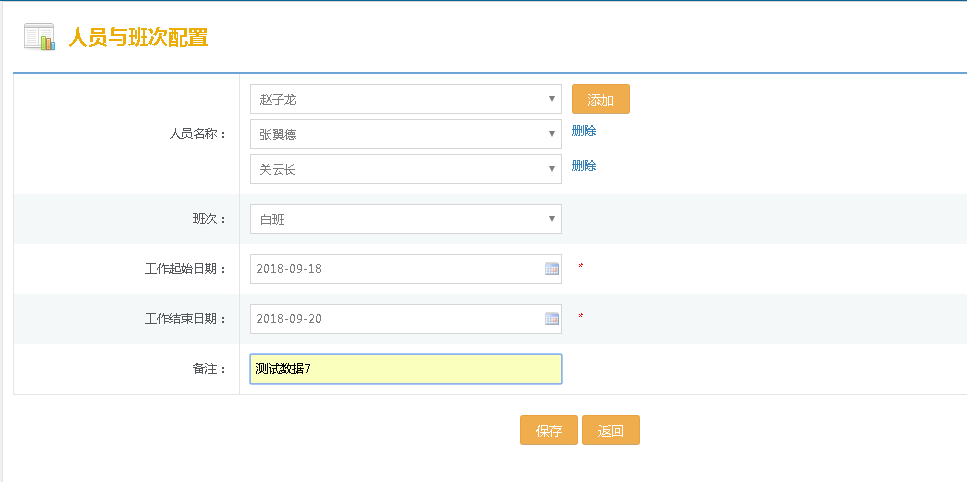 人员与班次配置
人员名称：
赵子龙
添加
张翼德
删除
关云长
删除
班次：
白班
工作起始日期：
2018-09-18
*
工作结束日期：
2018-09-20
*
备注：
测试数据7
保存
返回